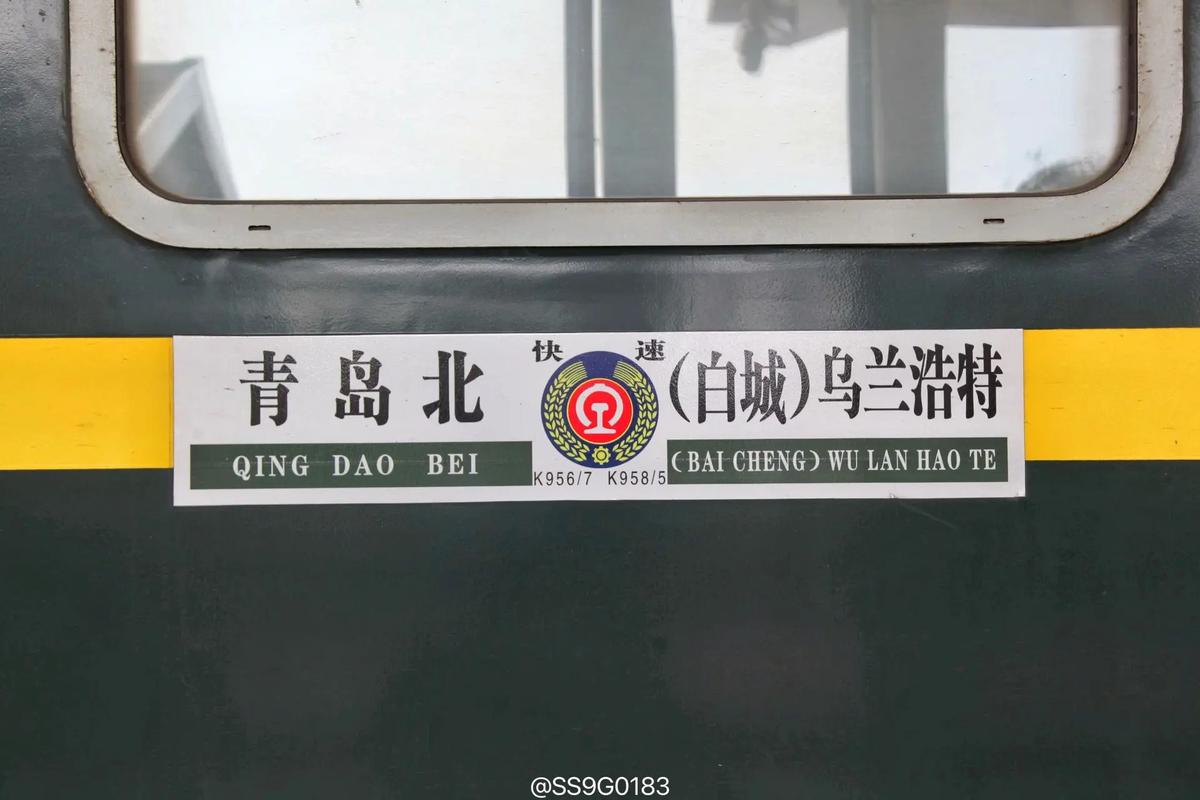 青岛北
QING DAO BEI
快速
K956/7 K958/5
(白城)乌兰浩特
(BAI CHENG) WU LAN HAO TE
@SS9G0183